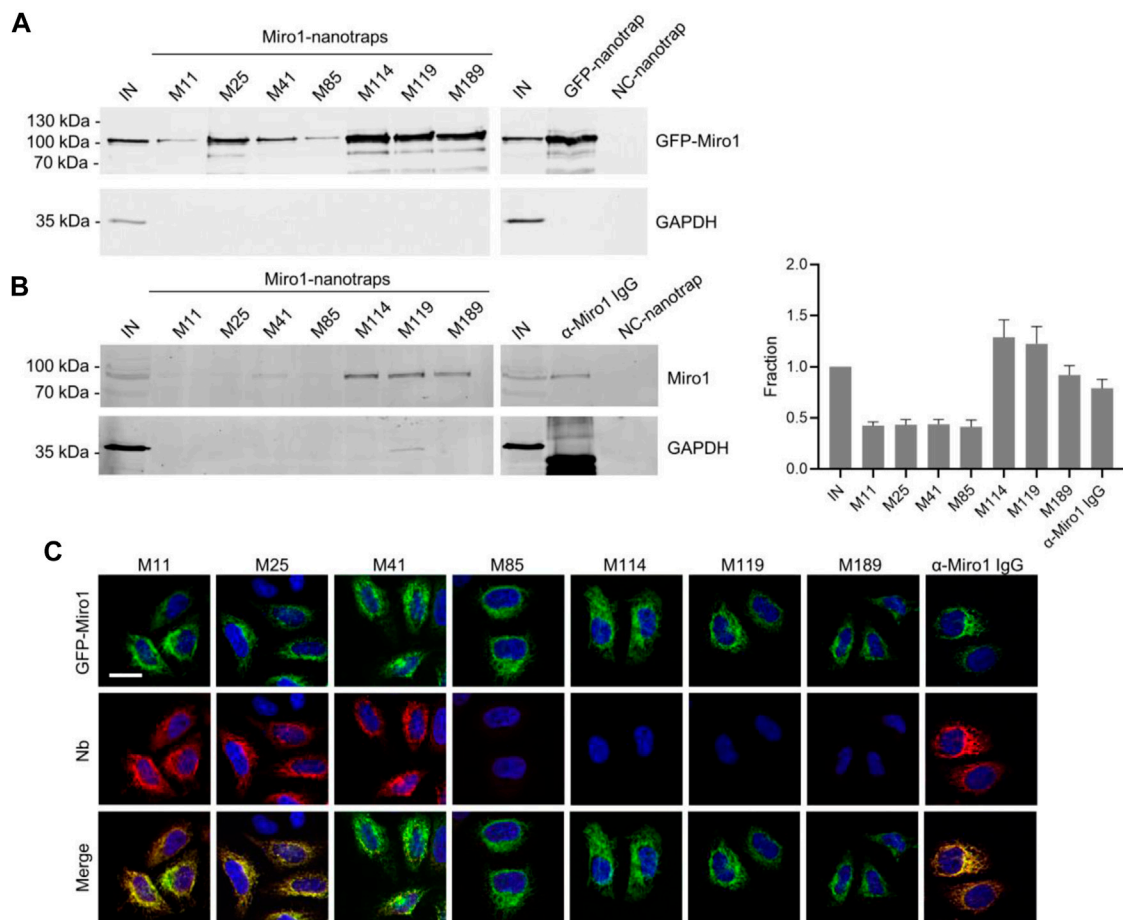 A
Miro1-nanotraps
IN M11 M25 M41 M85 M114 M119 M189 IN GFP-nanotrap NC-nanotrap
130 kDa -
100 kDa -
70 kDa -
GFP-Miro1
35 kDa -
GAPDH
B
Miro1-nanotraps
IN M11 M25 M41 M85 M114 M119 M189 IN α-Miro1 IgG NC-nanotrap
100 kDa -
70 kDa -
Miro1
35 kDa -
GAPDH
Fraction
2.0
1.5
1.0
0.5
0.0
IN M11 M25 M41 M85 M114 M119 M189 α-Miro1 IgG
C
M11 M25 M41 M85 M114 M119 M189 α-Miro1 IgG
GFP-Miro1
Nb
Merge